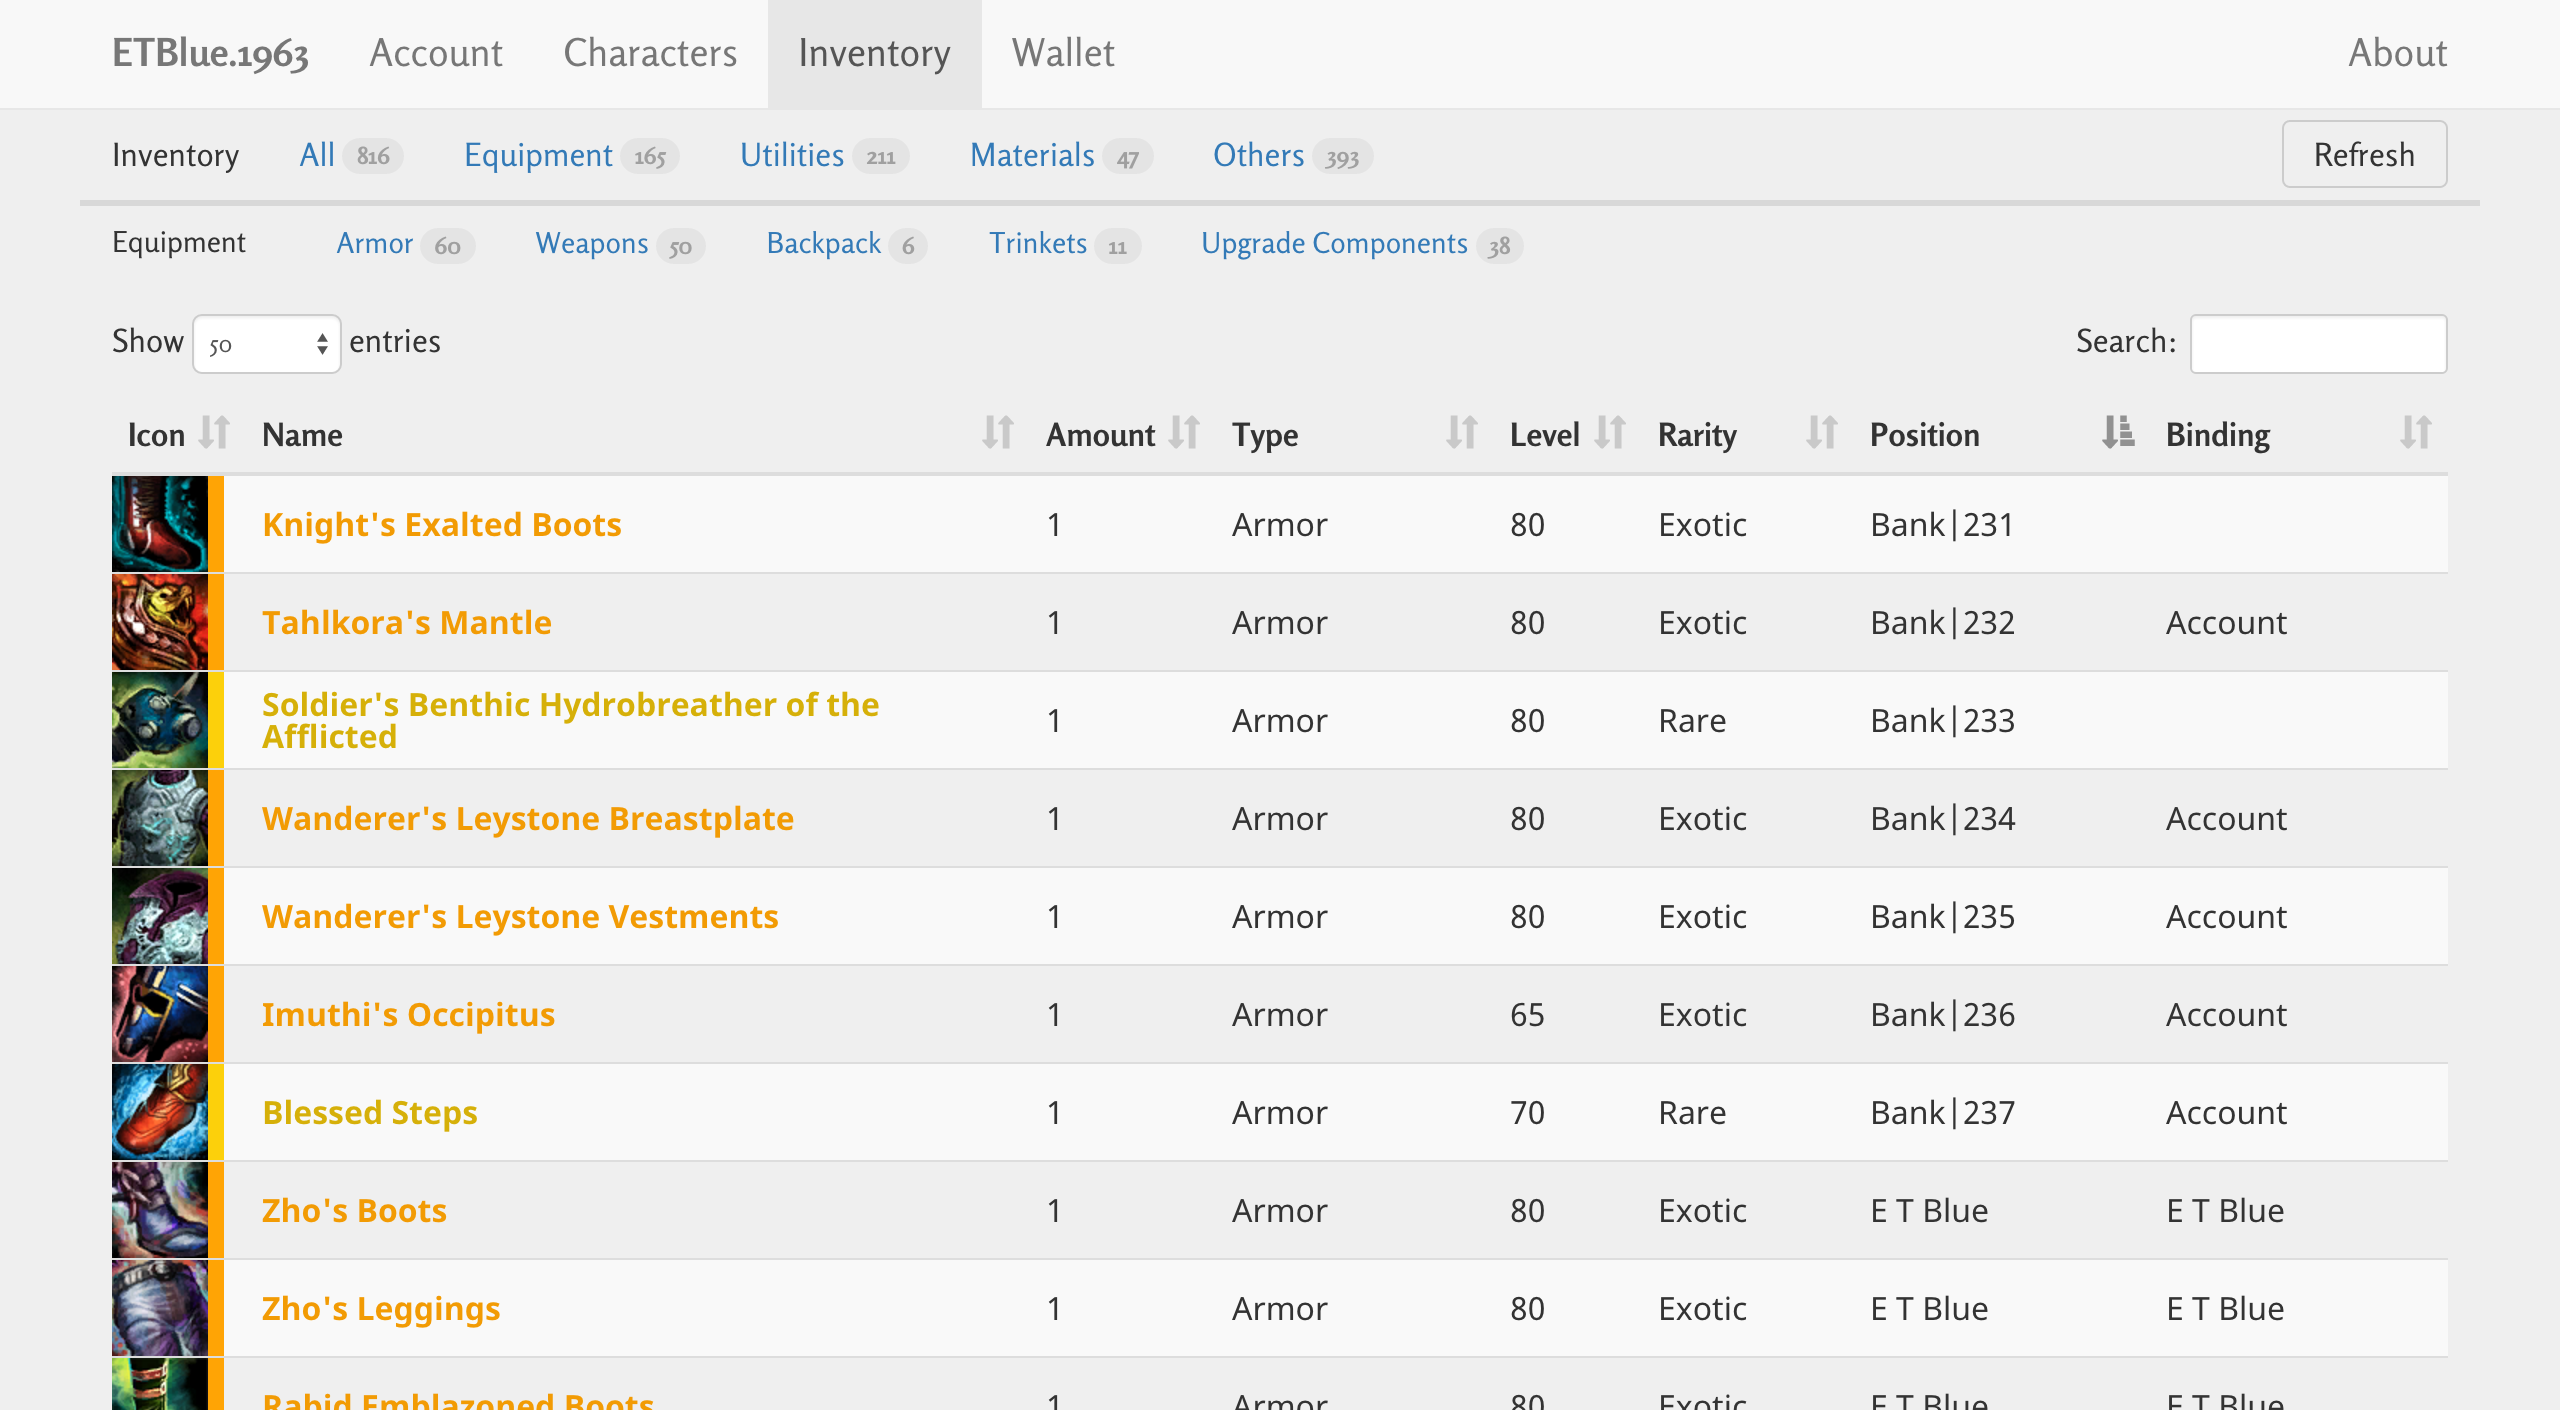 ETBlue.1963 Account Characters Inventory Wallet About
Inventory All 816 Equipment 165 Utilities 211 Materials 47 Others 393 Refresh
Equipment Armor 60 Weapons 50 Backpack 6 Trinkets 11 Upgrade Components 38
Show 50 entries Search:
Icon Name Amount Type Level Rarity Position Binding
Knight's Exalted Boots 1 Armor 80 Exotic Bank|231
Tahlkora's Mantle 1 Armor 80 Exotic Bank|232 Account
Soldier's Benthic Hydrobreather of the
Afflicted 1 Armor 80 Rare Bank|233
Wanderer's Leystone Breastplate 1 Armor 80 Exotic Bank|234 Account
Wanderer's Leystone Vestments 1 Armor 80 Exotic Bank|235 Account
Imuthi's Occipitus 1 Armor 65 Exotic Bank|236 Account
Blessed Steps 1 Armor 70 Rare Bank|237 Account
Zho's Boots 1 Armor 80 Exotic E T Blue E T Blue
Zho's Leggings 1 Armor 80 Exotic E T Blue E T Blue
Rabid Emblazoned Boots 1 Armor 80 Exotic E T Blue E T Blue